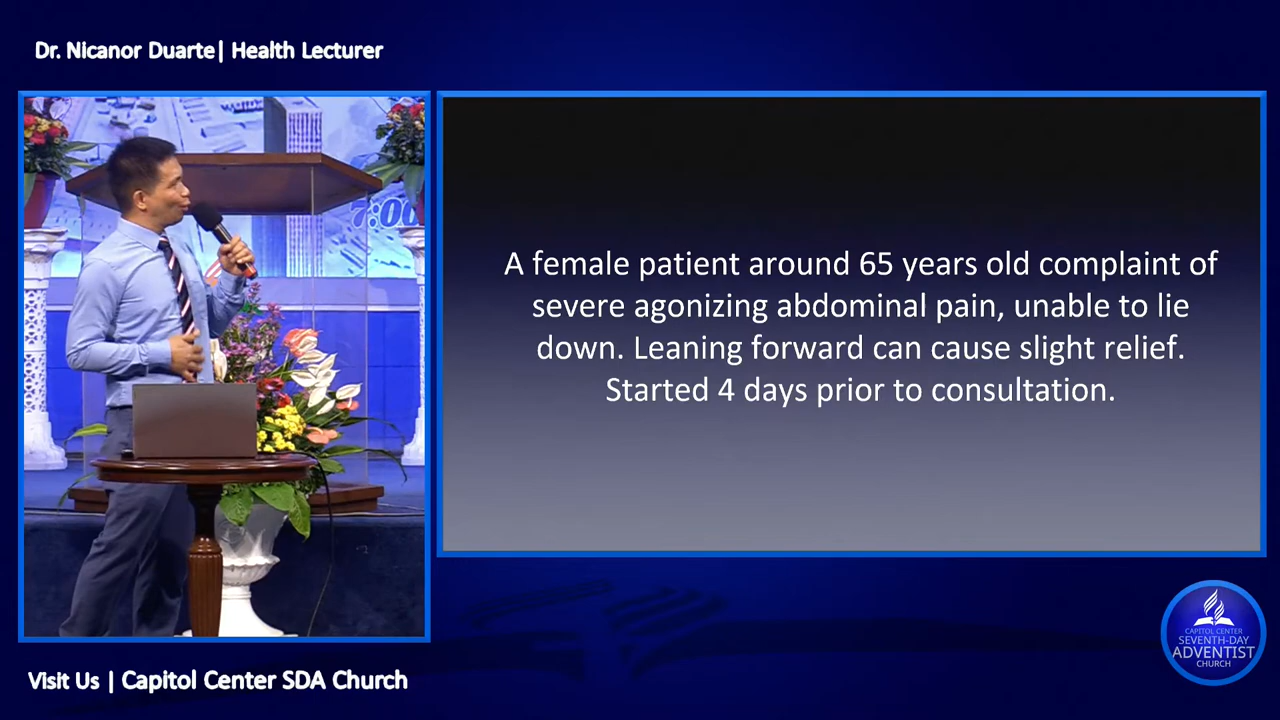 Dr. Nicanor Duarte| Health Lecturer
7:00
A female patient around 65 years old complaint of
severe agonizing abdominal pain, unable to lie
down. Leaning forward can cause slight relief.
Started 4 days prior to consultation.
CAPITOL CENTER
SEVENTH-DAY
ADVENTIST
CHURCH
Visit Us | Capitol Center SDA Church